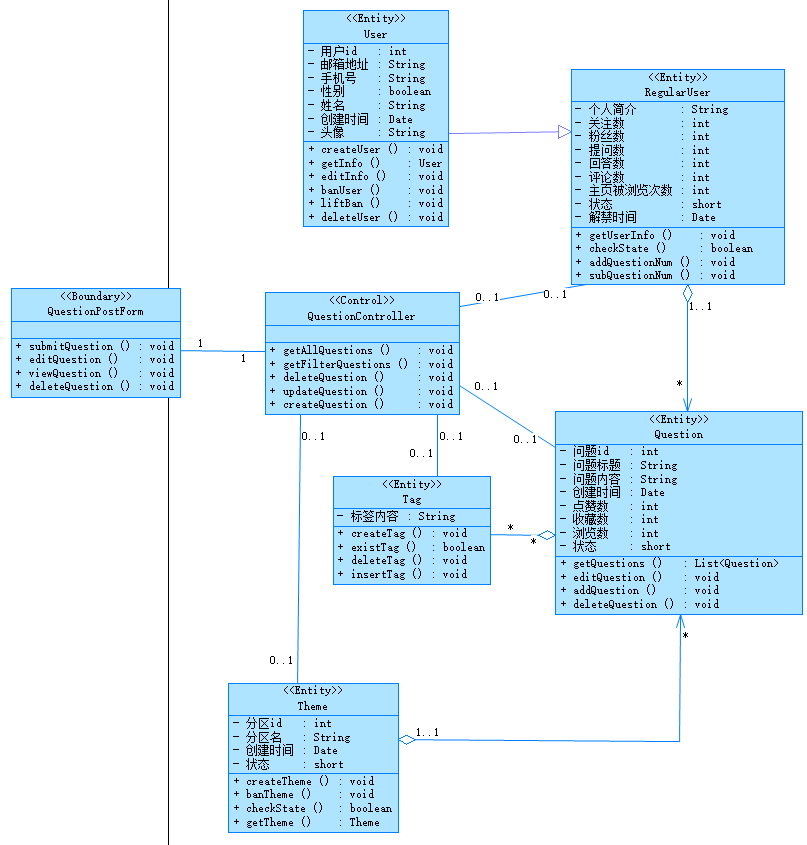 <<Entity>>
User
- 用户id : int
- 邮箱地址 : String
- 手机号 : String
- 性别 : boolean
- 姓名 : String
- 创建时间 : Date
- 头像 : String
+ createUser () : void
+ getInfo () : User
+ editInfo () : void
+ banUser () : void
+ liftBan () : void
+ deleteUser () : void
<<Entity>>
RegularUser
- 个人简介 : String
- 关注数 : int
- 粉丝数 : int
- 提问数 : int
- 回答数 : int
- 评论数 : int
- 主页被浏览次数 : int
- 状态 : short
- 解禁时间 : Date
+ getUserInfo () : void
+ checkState () : boolean
+ addQuestionNum () : void
+ subQuestionNum () : void
<<Boundary>>
QuestionPostForm
+ submitQuestion () : void
+ editQuestion () : void
+ viewQuestion () : void
+ deleteQuestion () : void
1
1
<<Control>>
QuestionController
+ getAllQuestions () : void
+ getFilterQuestions () : void
+ deleteQuestion () : void
+ updateQuestion () : void
+ createQuestion () : void
0..1
0..1
1..1
*
0..1
0..1
0..1
0..1
0..1
0..1
<<Entity>>
Question
- 问题id : int
- 问题标题 : String
- 问题内容 : String
- 创建时间 : Date
- 点赞数 : int
- 收藏数 : int
- 浏览数 : int
- 状态 : short
+ getQuestions () : List<Question>
+ editQuestion () : void
+ addQuestion () : void
+ deleteQuestion () : void
<<Entity>>
Tag
- 标签内容 : String
+ createTag () : void
+ existTag () : boolean
+ deleteTag () : void
+ insertTag () : void
*
*
*
1..1
<<Entity>>
Theme
- 分区id : int
- 分区名 : String
- 创建时间 : Date
- 状态 : short
+ createTheme () : void
+ banTheme () : void
+ checkState () : boolean
+ getTheme () : Theme